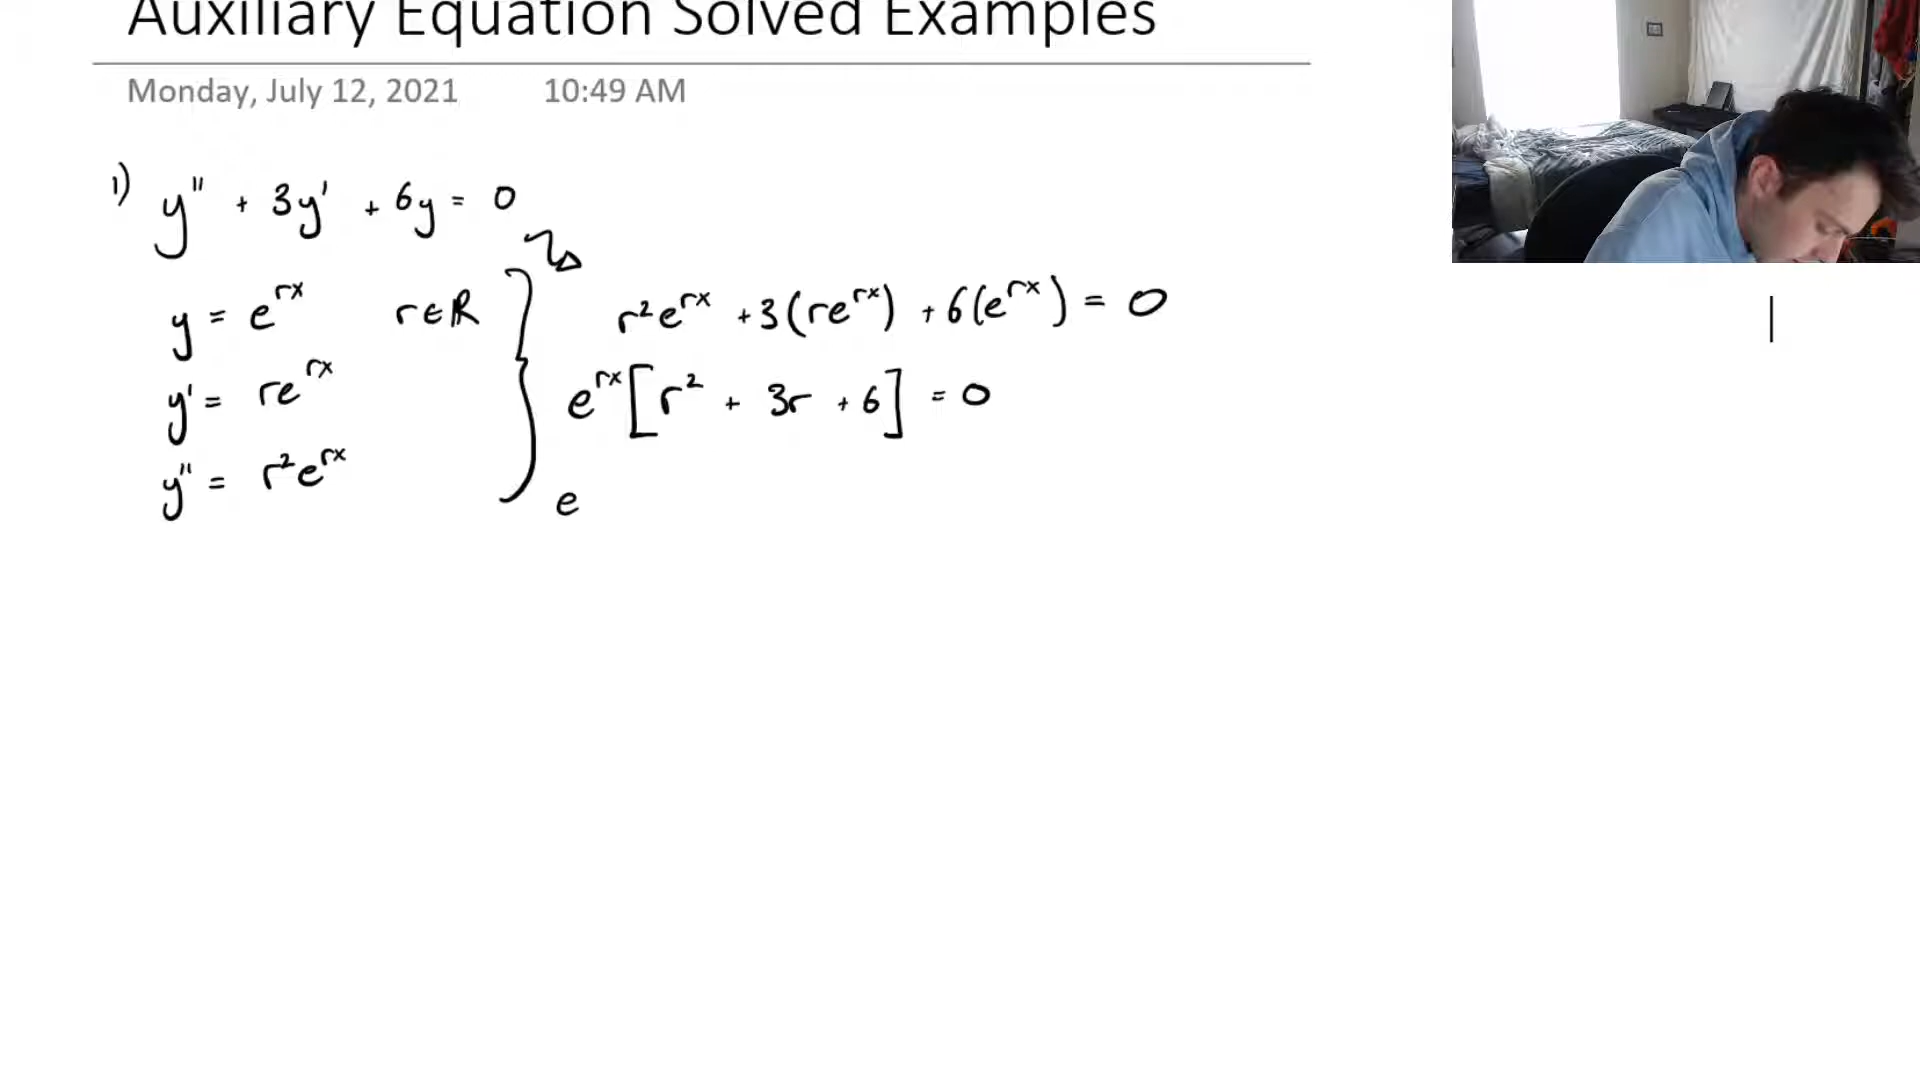 Auxiliary Equation Solved Examples
Monday, July 12, 2021 10:49 AM
1) y'' + 3y' + 6y = 0
y = e^{rx} r∈ℝ
r²e^{rx} + 3(re^{rx}) + 6(e^{rx}) = 0
y' = re^{rx}
e^{rx}[r² + 3r + 6] = 0
y'' = r²e^{rx}
e